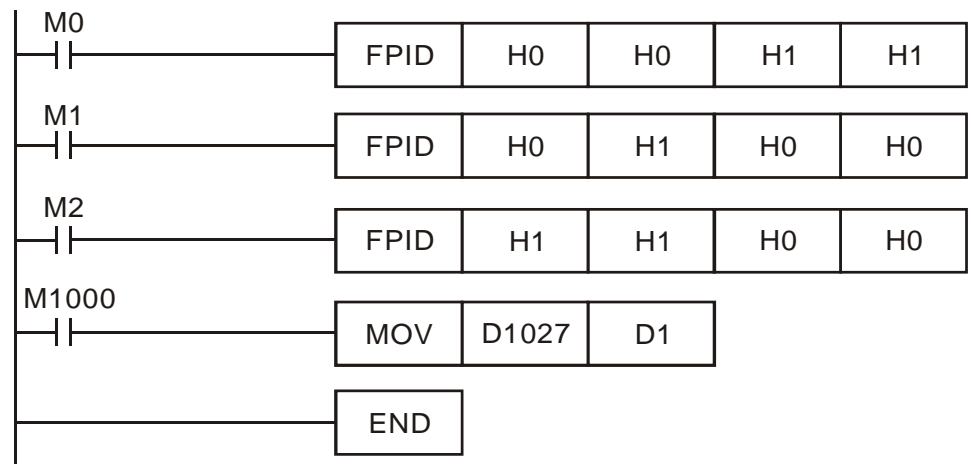 M0
FPID H0 H0 H1 H1
M1
FPID H0 H1 H0 H0
M2
FPID H1 H1 H0 H0
M1000
MOV D1027 D1
END